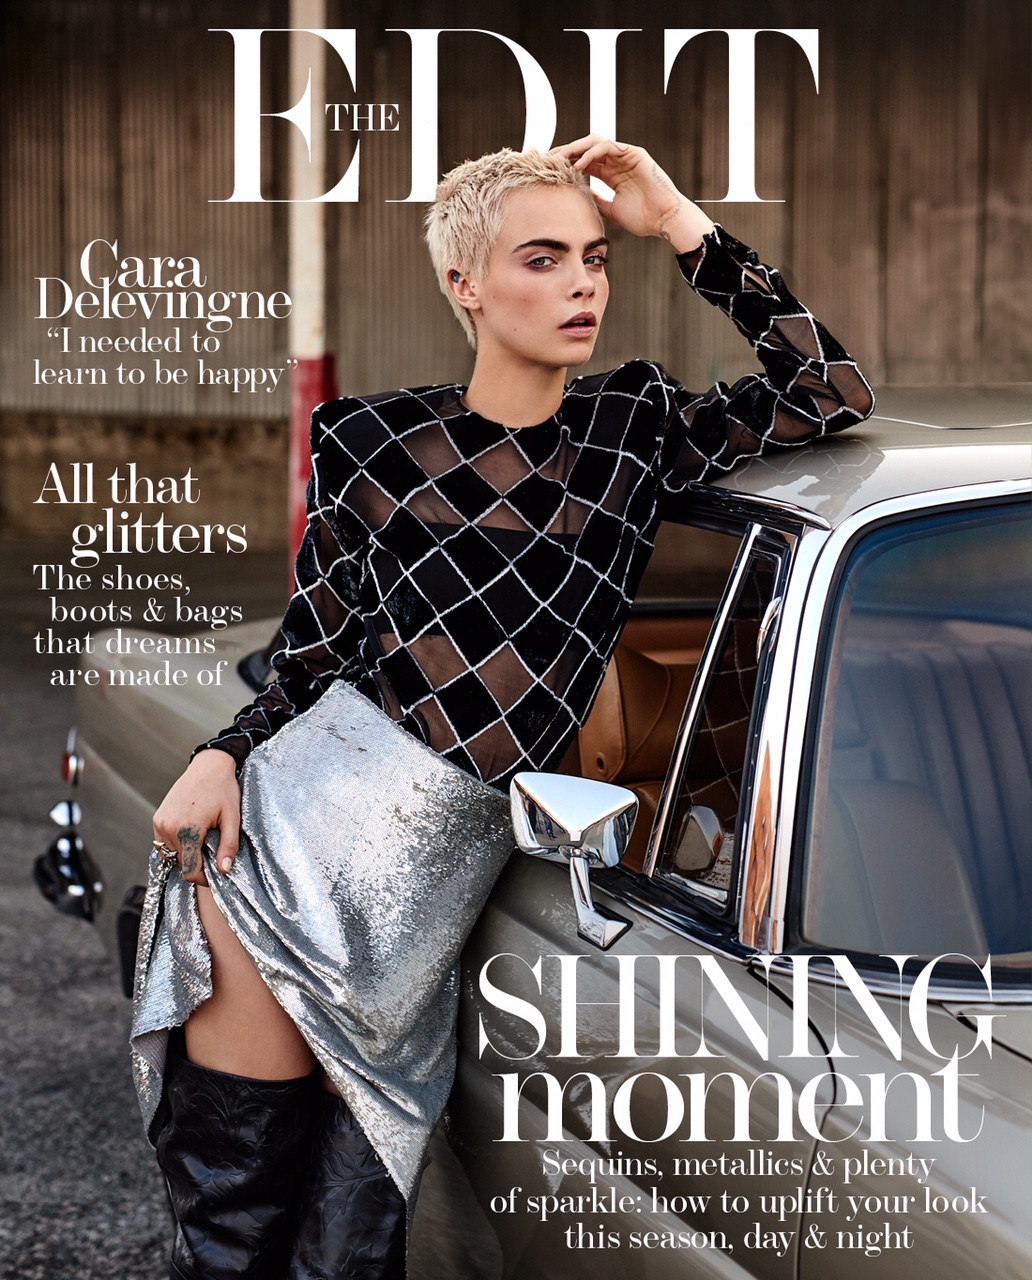 THE EDIT
Cara
Delevingne
“I needed to
learn to be happy”
All that
glitters
The shoes,
boots & bags
that dreams
are made of
SHINING
moment
Sequins, metallics & plenty
of sparkle: how to uplift your look
this season, day & night